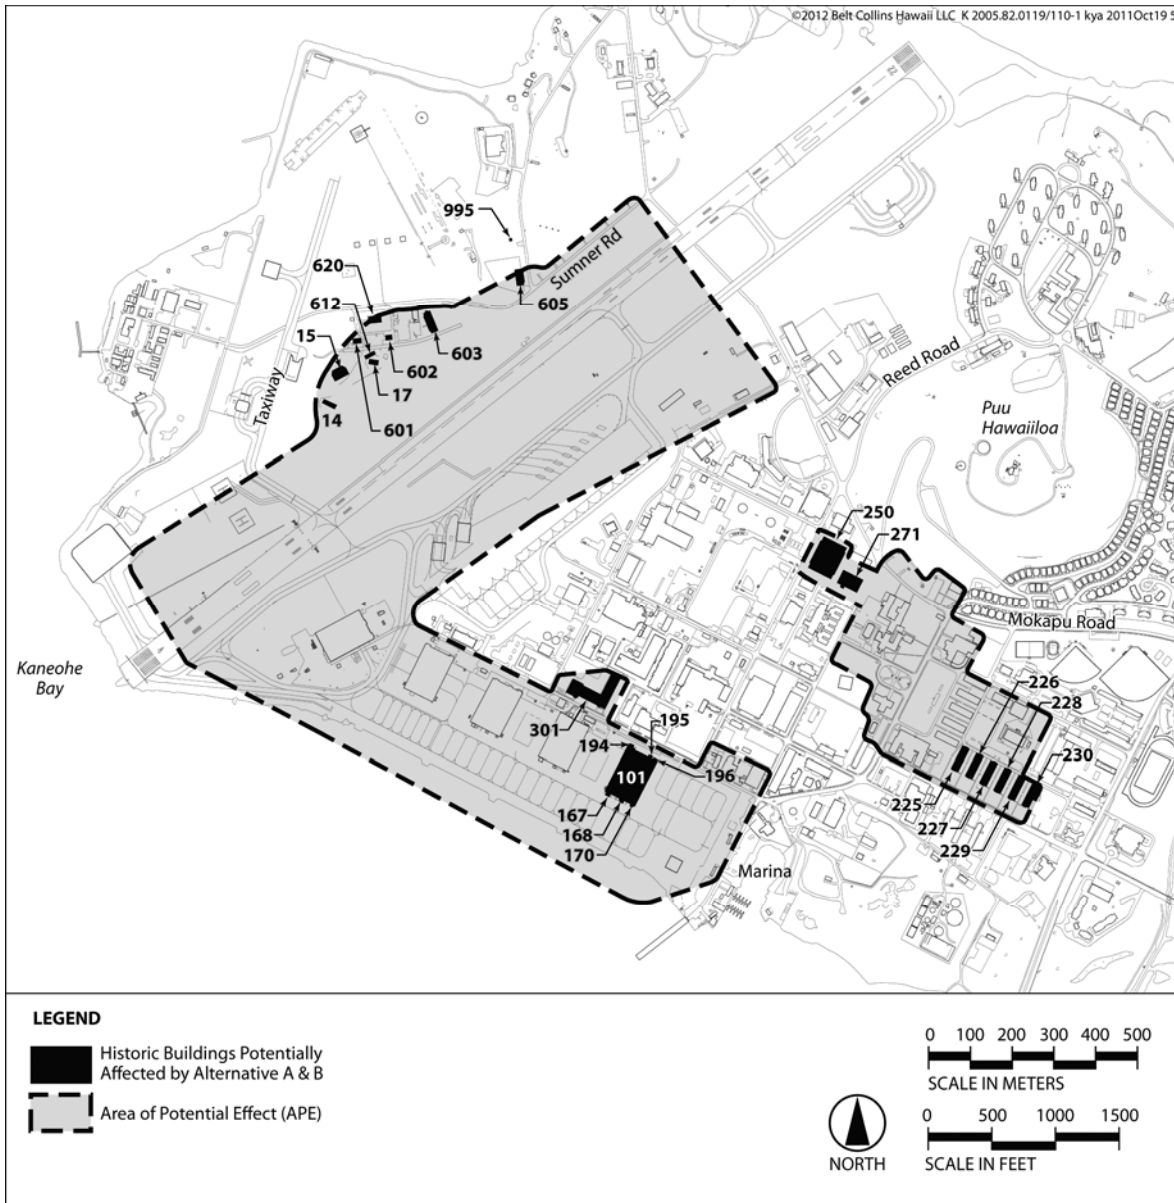 ©2012 Belt Collins Hawaii LLC K 2005.82.0119/110-1 kya 2011Oct19
22
995
Sumner Rd
620
605
612
15
603
602
17
Taxiway
14
601
Reed Road
Puu
Hawaiiloa
250
271
H
Mokapu Road
Kaneohe
Bay
226
228
301
195
194
230
101
196
225
167
227
168
229
170
Marina
LEGEND
Historic Buildings Potentially
Affected by Alternative A & B
Area of Potential Effect (APE)
NORTH
0 100 200 300 400 500
SCALE IN METERS
0 500 1000 1500
SCALE IN FEET